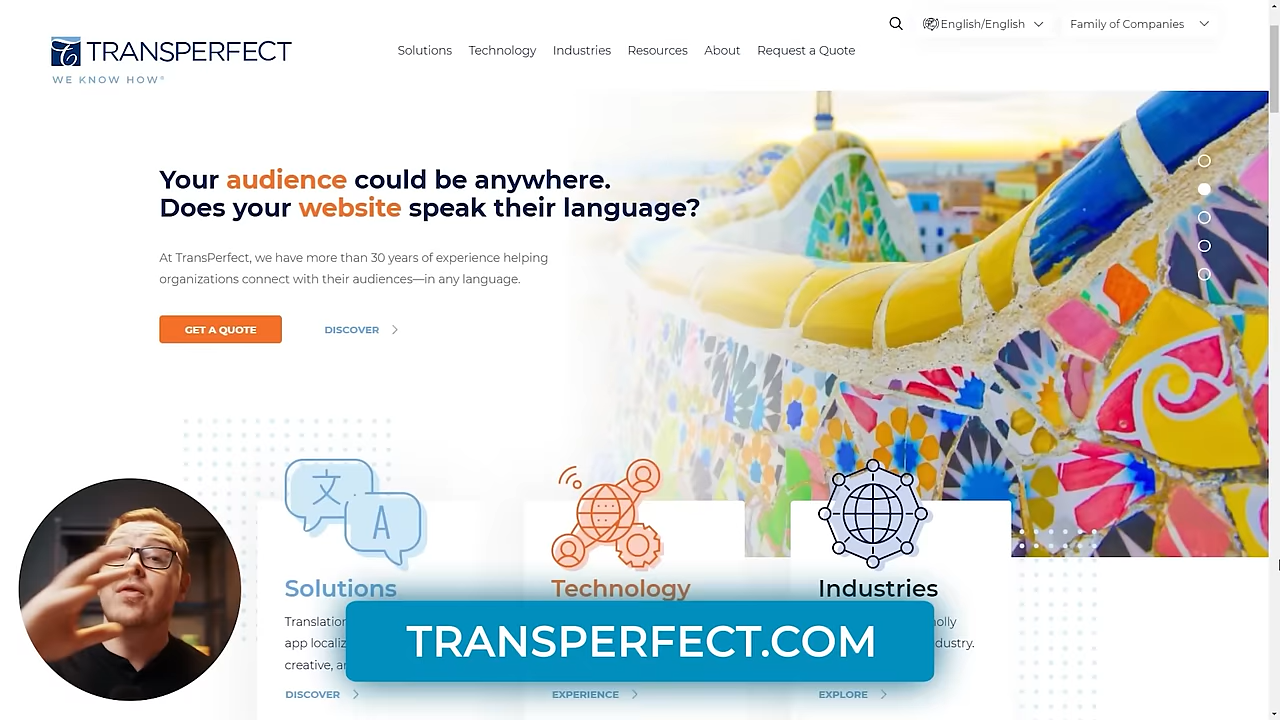 English/English
Family of Companies
TRANSPERFECT
WE KNOW HOW®
Solutions
Technology
Industries
Resources
About
Request a Quote
Your audience could be anywhere.
Does your website speak their language?
At TransPerfect, we have more than 30 years of experience helping
organizations connect with their audiences—in any language.
GET A QUOTE
DISCOVER
文
A
Solutions
Technology
Industries
TRANSPERFECT.COM
DISCOVER
EXPERIENCE
EXPLORE